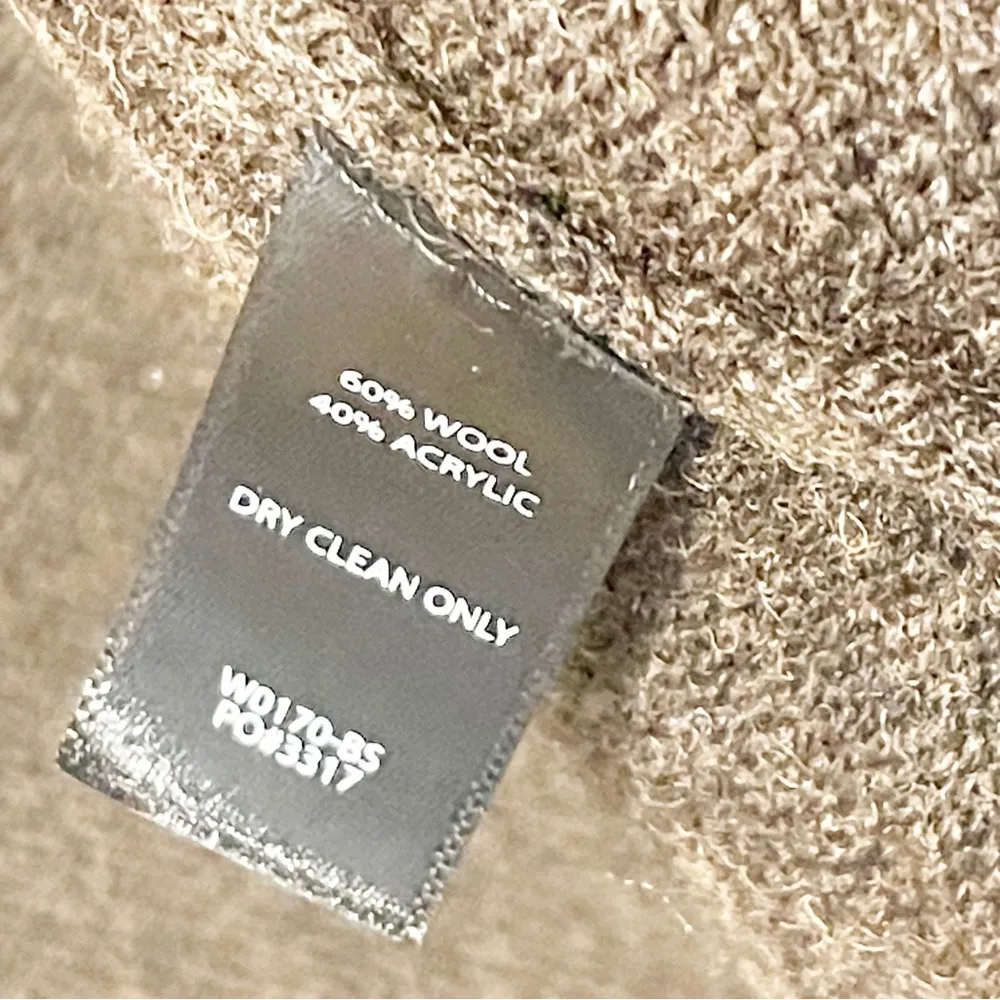 60% WOOL
40% ACRYLIC
DRY CLEAN ONLY
W0170-BS
PO#3317